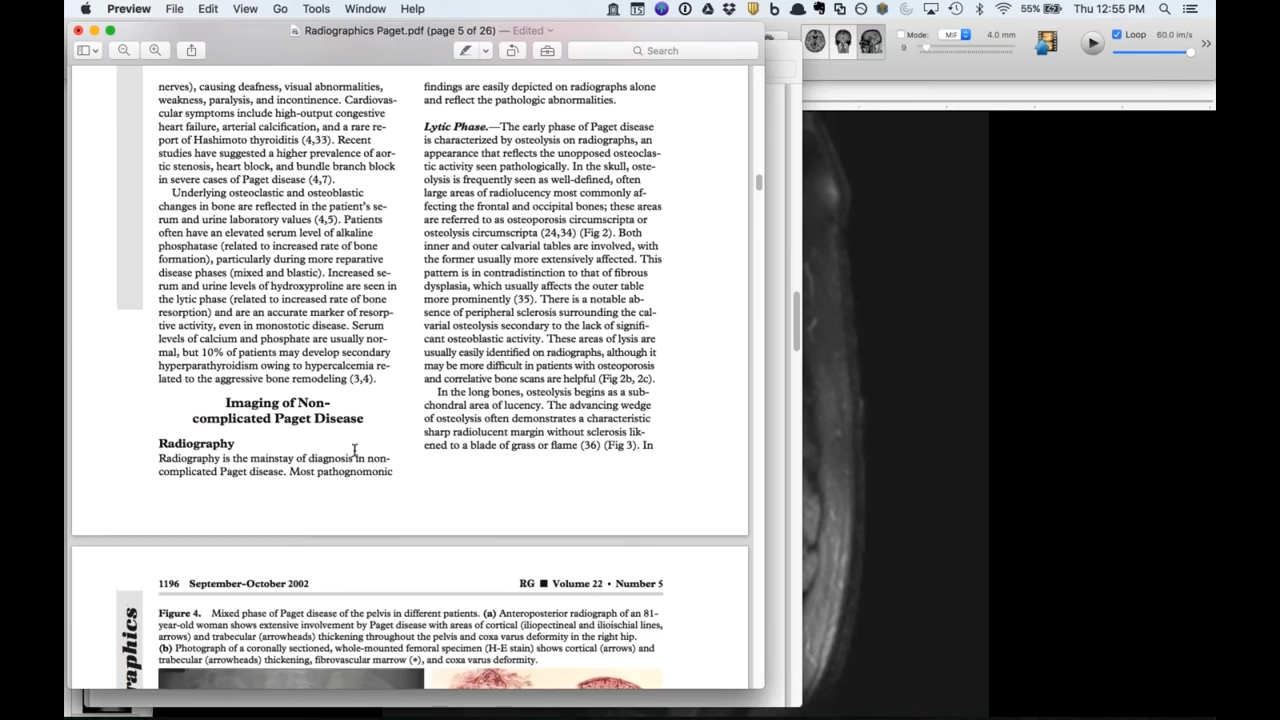 Preview File Edit View Go Tools Window Help
55% Thu 12:55 PM
Radiographics Paget.pdf (page 5 of 26) — Edited
Search
Mode: MIP 4.0 mm
9
Loop 60.0 im/s
nerves), causing deafness, visual abnormalities,
weakness, paralysis, and incontinence. Cardiovas-
cular symptoms include high-output congestive
heart failure, arterial calcification, and a rare re-
port of Hashimoto thyroiditis (4,33). Recent
studies have suggested a higher prevalence of aor-
tic stenosis, heart block, and bundle branch block
in severe cases of Paget disease (4,7).
Underlying osteoclastic and osteoblastic
changes in bone are reflected in the patient's se-
rum and urine laboratory values (4,5). Patients
often have an elevated serum level of alkaline
phosphatase (related to increased rate of bone
formation), particularly during more reparative
disease phases (mixed and blastic). Increased se-
rum and urine levels of hydroxyproline are seen in
the lytic phase (related to increased rate of bone
resorption) and are an accurate marker of resorp-
tive activity, even in monostotic disease. Serum
levels of calcium and phosphate are usually nor-
mal, but 10% of patients may develop secondary
hyperparathyroidism owing to hypercalcemia re-
lated to the aggressive bone remodeling (3,4).
Imaging of Non-
complicated Paget Disease
Radiography
Radiography is the mainstay of diagnosis in non-
complicated Paget disease. Most pathognomonic
findings are easily depicted on radiographs alone
and reflect the pathologic abnormalities.
Lytic Phase.—The early phase of Paget disease
is characterized by osteolysis on radiographs, an
appearance that reflects the unopposed osteoclas-
tic activity seen pathologically. In the skull, oste-
olysis is frequently seen as well-defined, often
large areas of radiolucency most commonly af-
fecting the frontal and occipital bones; these areas
are referred to as osteoporosis circumscripta or
osteolysis circumscripta (24,34) (Fig 2). Both
inner and outer calvarial tables are involved, with
the former usually more extensively affected. This
pattern is in contradistinction to that of fibrous
dysplasia, which usually affects the outer table
more prominently (35). There is a notable ab-
sence of peripheral sclerosis surrounding the cal-
varial osteolysis secondary to the lack of signifi-
cant osteoblastic activity. These areas of lysis are
usually easily identified on radiographs, although it
may be more difficult in patients with osteoporosis
and correlative bone scans are helpful (Fig 2b, 2c).
In the long bones, osteolysis begins as a sub-
chondral area of lucency. The advancing wedge
of osteolysis often demonstrates a characteristic
sharp radiolucent margin without sclerosis lik-
ened to a blade of grass or flame (36) (Fig 3). In
1196 September-October 2002
RG ■ Volume 22 • Number 5
Figure 4. Mixed phase of Paget disease of the pelvis in different patients. (a) Anteroposterior radiograph of an 81-
year-old woman shows extensive involvement by Paget disease with areas of cortical (iliopectineal and ilioischial lines,
arrows) and trabecular (arrowheads) thickening throughout the pelvis and coxa varus deformity in the right hip.
(b) Photograph of a coronally sectioned, whole-mounted femoral specimen (H-E stain) shows cortical (arrows) and
trabecular (arrowheads) thickening, fibrovascular marrow (*), and coxa varus deformity.
raphics